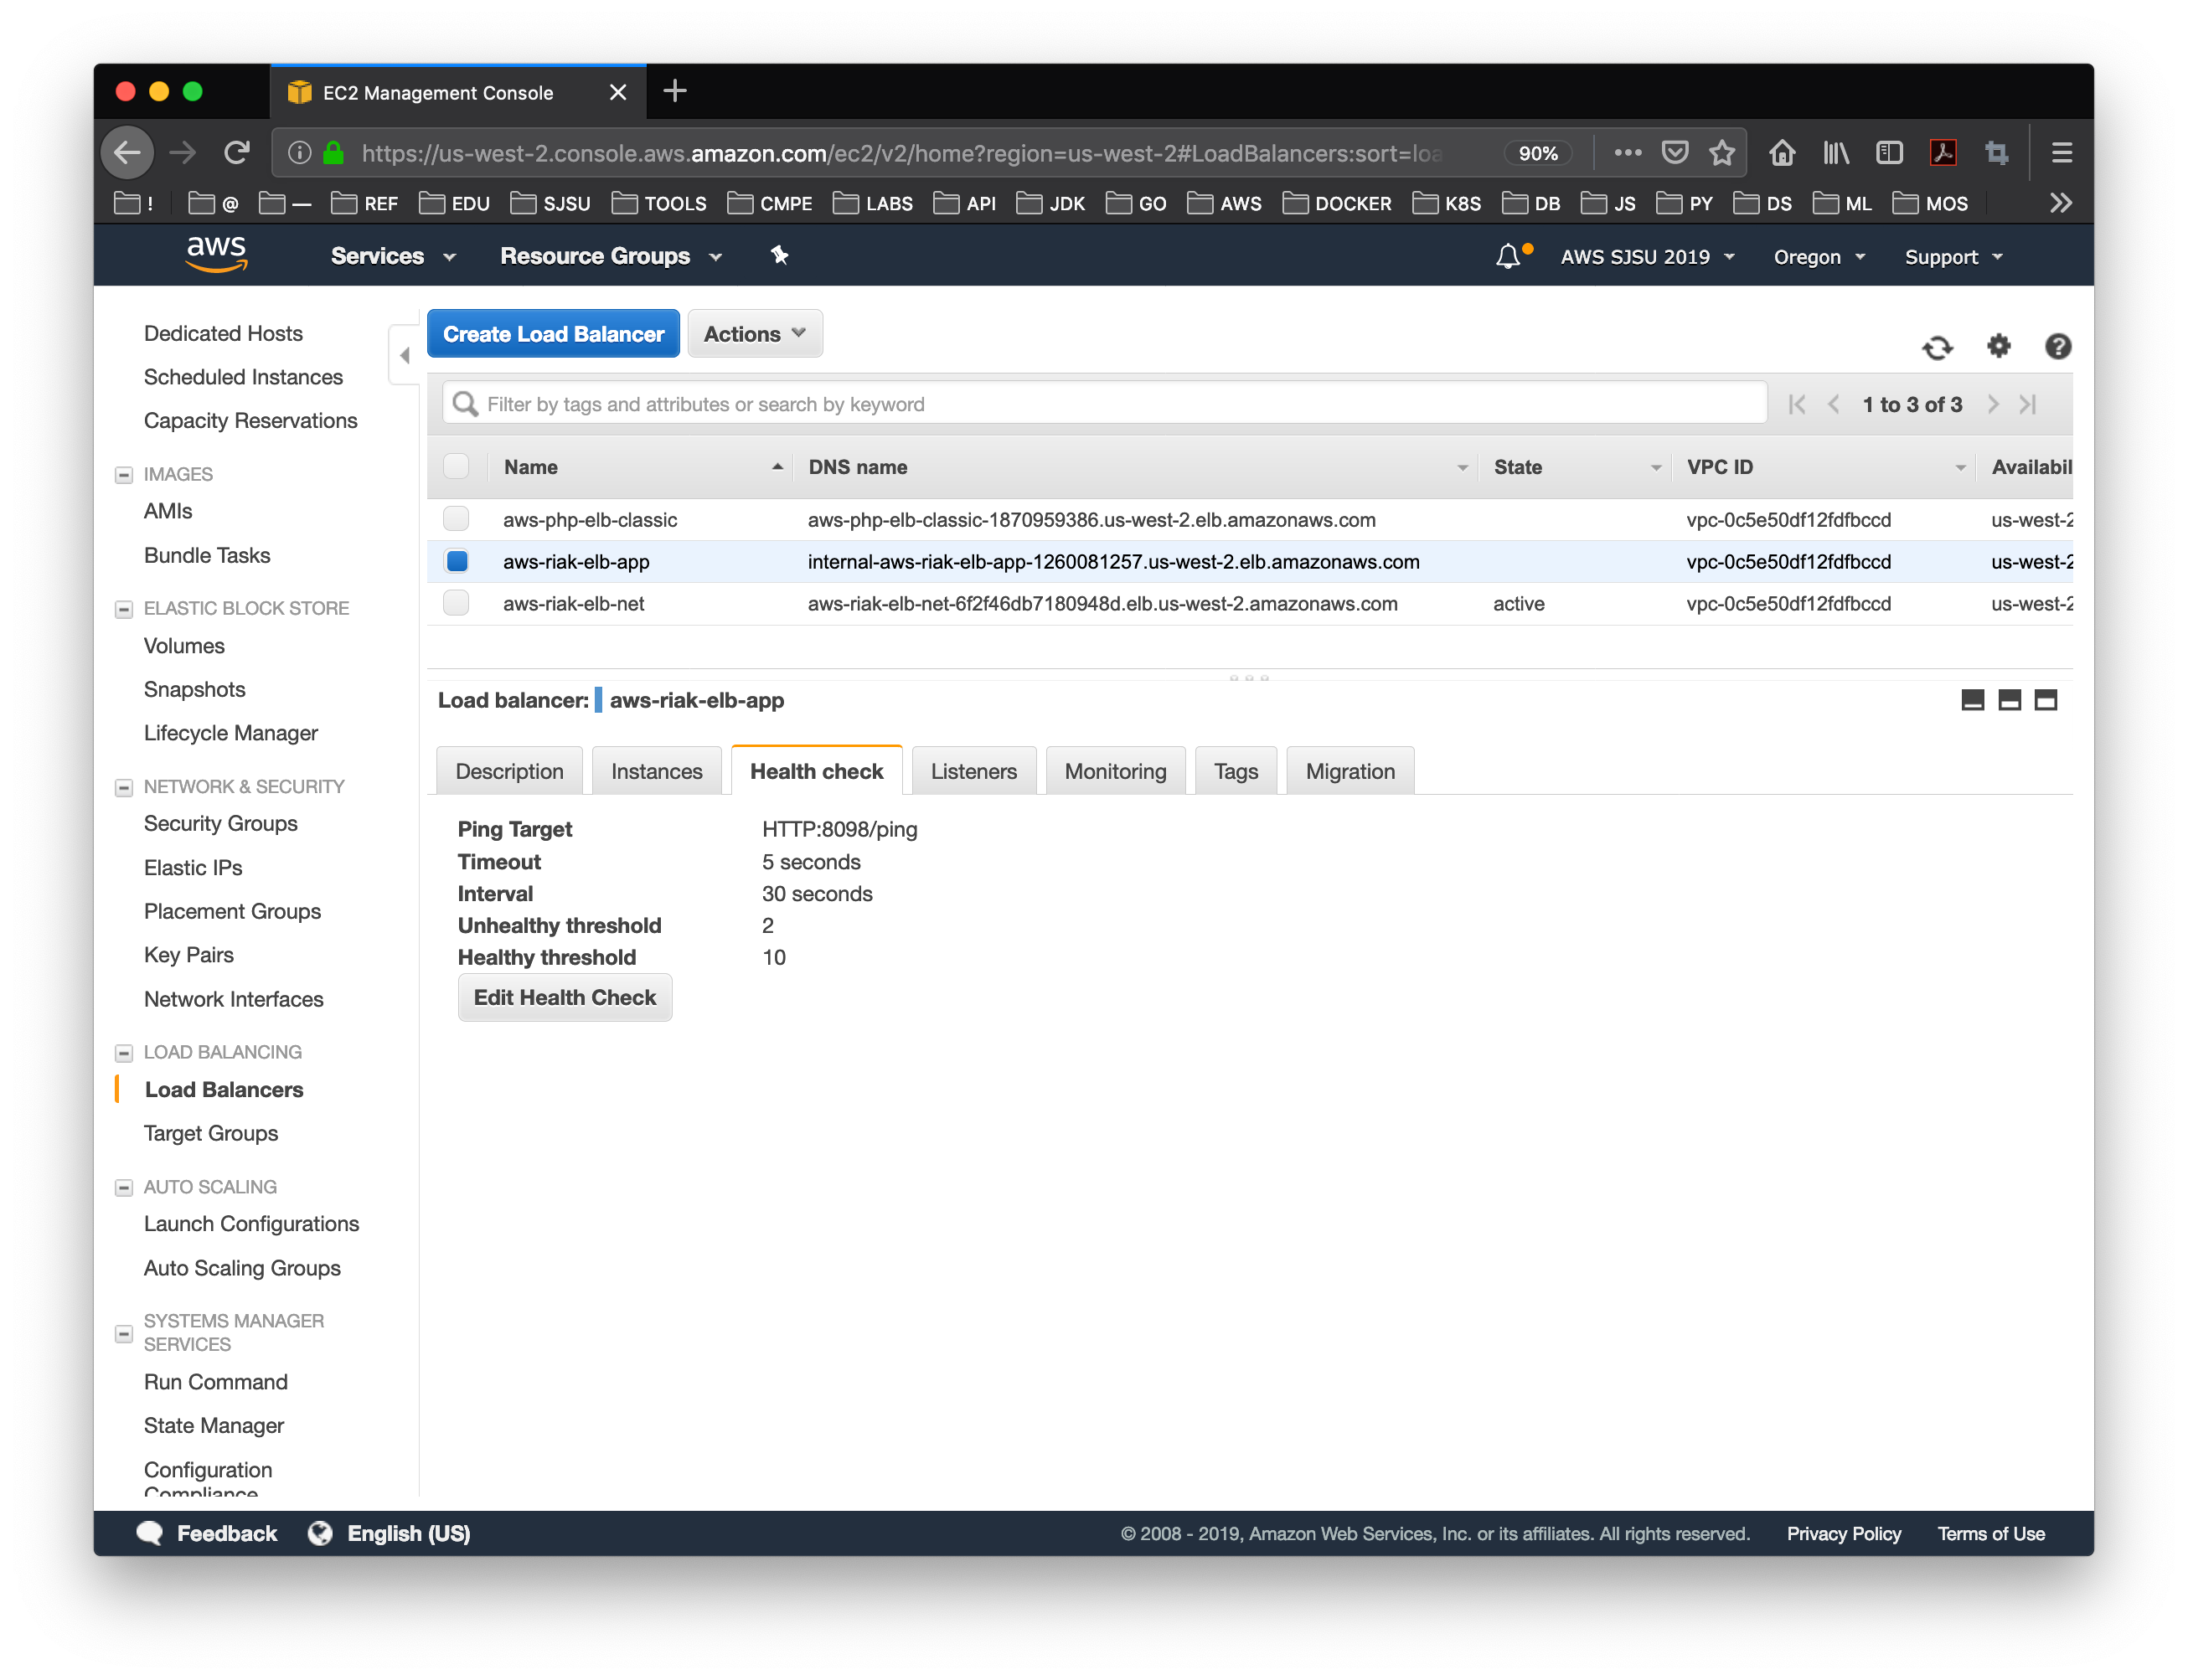 EC2 Management Console
https://us-west-2.console.aws.amazon.com/ec2/v2/home?region=us-west-2#LoadBalancers:sort=loa
90%
! @ — REF EDU SJSU TOOLS CMPE LABS API JDK GO AWS DOCKER K8S DB JS PY DS ML MOS
aws Services Resource Groups AWS SJSU 2019 Oregon Support
Dedicated Hosts
Scheduled Instances
Capacity Reservations
IMAGES
AMIs
Bundle Tasks
ELASTIC BLOCK STORE
Volumes
Snapshots
Lifecycle Manager
NETWORK & SECURITY
Security Groups
Elastic IPs
Placement Groups
Key Pairs
Network Interfaces
LOAD BALANCING
Load Balancers
Target Groups
AUTO SCALING
Launch Configurations
Auto Scaling Groups
SYSTEMS MANAGER
SERVICES
Run Command
State Manager
Configuration
Compliance
Create Load Balancer Actions
Filter by tags and attributes or search by keyword
1 to 3 of 3
Name DNS name State VPC ID Availabil
aws-php-elb-classic aws-php-elb-classic-1870959386.us-west-2.elb.amazonaws.com vpc-0c5e50df12fdfbccd us-west-2
aws-riak-elb-app internal-aws-riak-elb-app-1260081257.us-west-2.elb.amazonaws.com vpc-0c5e50df12fdfbccd us-west-2
aws-riak-elb-net aws-riak-elb-net-6f2f46db7180948d.elb.us-west-2.amazonaws.com active vpc-0c5e50df12fdfbccd us-west-2
Load balancer: aws-riak-elb-app
Description Instances Health check Listeners Monitoring Tags Migration
Ping Target HTTP:8098/ping
Timeout 5 seconds
Interval 30 seconds
Unhealthy threshold 2
Healthy threshold 10
Edit Health Check
Feedback English (US)
© 2008 - 2019, Amazon Web Services, Inc. or its affiliates. All rights reserved. Privacy Policy Terms of Use